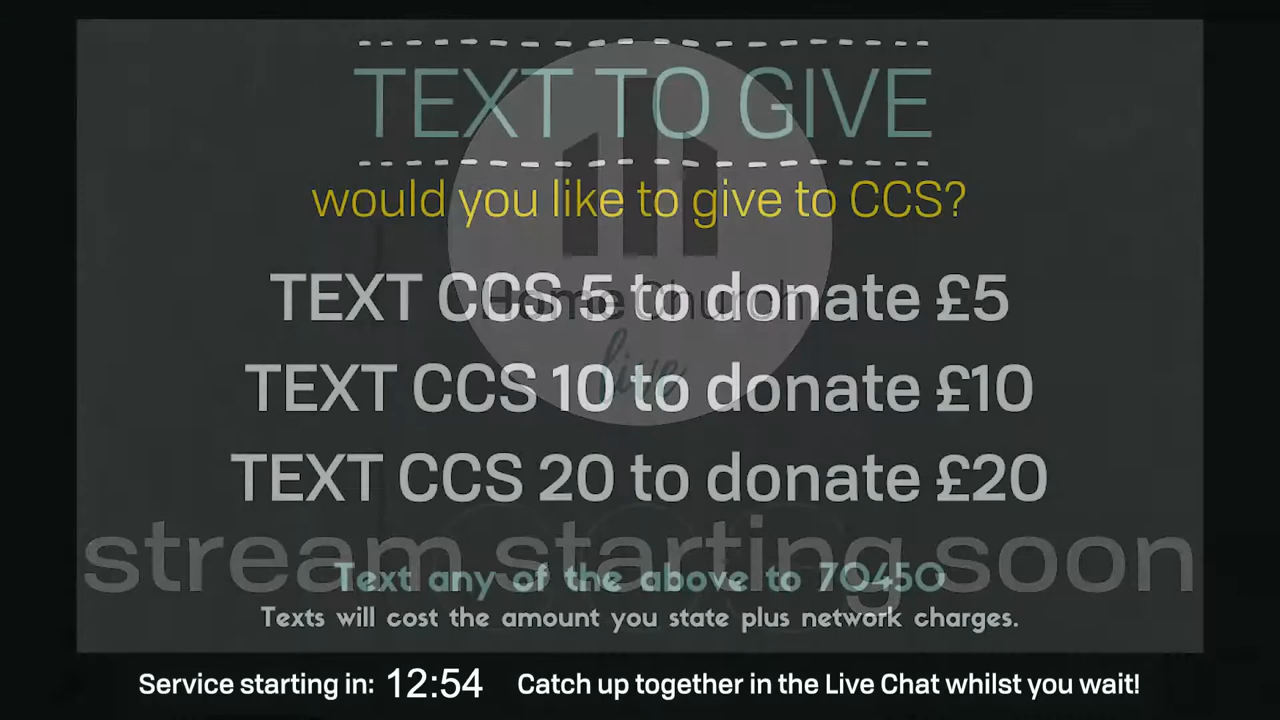 TEXT TO GIVE
would you like to give to CCS?
TEXT CCS 5 to donate £5
Home Church
live
TEXT CCS 10 to donate £10
TEXT CCS 20 to donate £20
stream starting soon
Text any of the above to 70450
Texts will cost the amount you state plus network charges.
Service starting in: 12:54 Catch up together in the Live Chat whilst you wait!